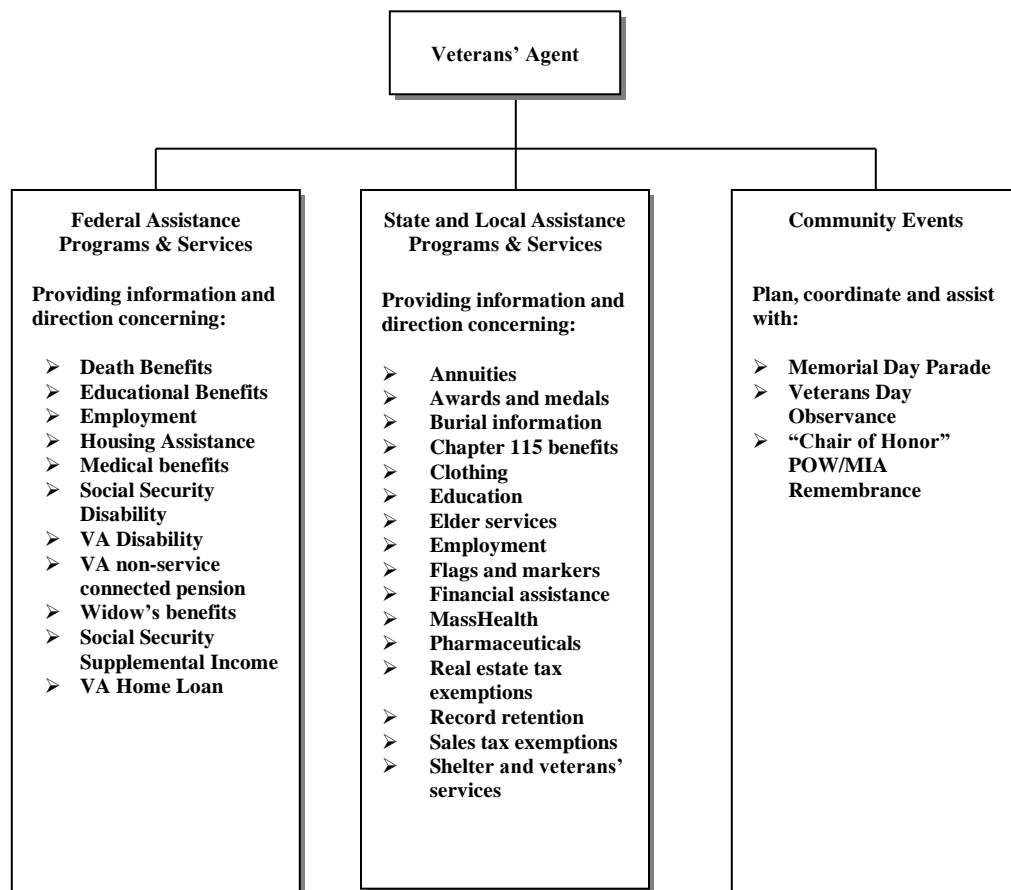 Veterans’ Agent
Federal Assistance
Programs & Services
Providing information and
direction concerning:
➢ Death Benefits
➢ Educational Benefits
➢ Employment
➢ Housing Assistance
➢ Medical benefits
➢ Social Security
Disability
➢ VA Disability
➢ VA non-service
connected pension
➢ Widow’s benefits
➢ Social Security
Supplemental Income
➢ VA Home Loan
State and Local Assistance
Programs & Services
Providing information and
direction concerning:
➢ Annuities
➢ Awards and medals
➢ Burial information
➢ Chapter 115 benefits
➢ Clothing
➢ Education
➢ Elder services
➢ Employment
➢ Flags and markers
➢ Financial assistance
➢ MassHealth
➢ Pharmaceuticals
➢ Real estate tax
exemptions
➢ Record retention
➢ Sales tax exemptions
➢ Shelter and veterans’
services
Community Events
Plan, coordinate and assist
with:
➢ Memorial Day Parade
➢ Veterans Day
Observance
➢ “Chair of Honor”
POW/MIA
Remembrance